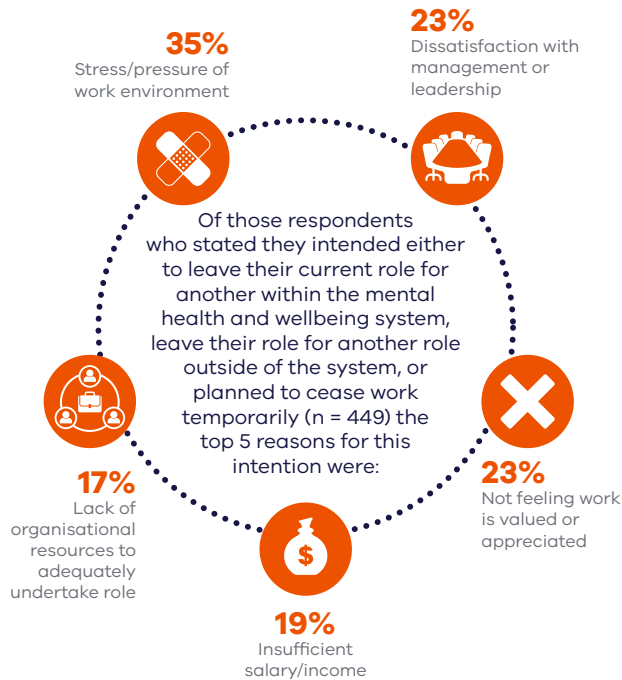 35%
Stress/pressure of
work environment
23%
Dissatisfaction with
management or
leadership
Of those respondents
who stated they intended either
to leave their current role for
another within the mental
health and wellbeing system,
leave their role for another role
outside of the system, or
planned to cease work
temporarily (n = 449) the
top 5 reasons for this
intention were:
23%
Not feeling work
is valued or
appreciated
$
19%
Insufficient
salary/income
17%
Lack of
organisational
resources to
adequately
undertake role